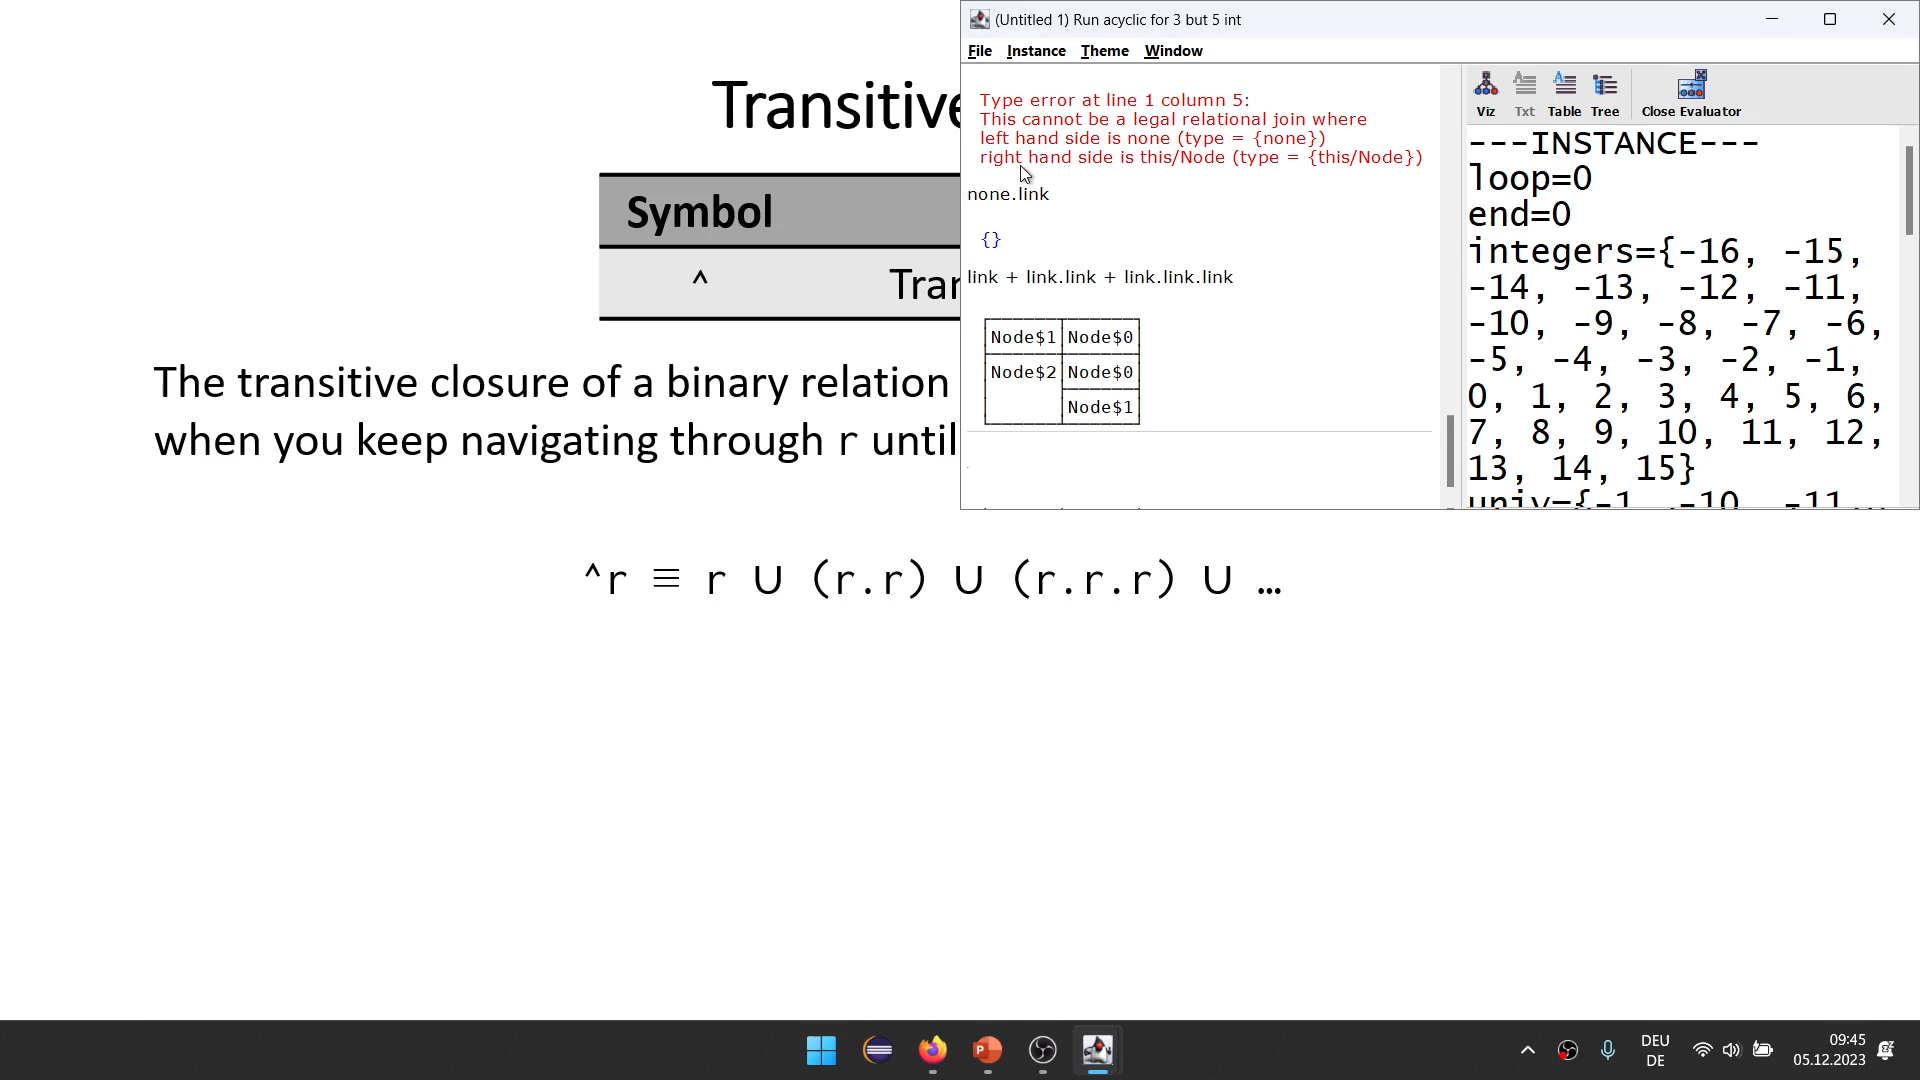 Transitive
Symbol
^
Tran
The transitive closure of a binary relation
when you keep navigating through r until
^r ≡ r ∪ (r.r) ∪ (r.r.r) ∪ …
(Untitled 1) Run acyclic for 3 but 5 int
File Instance Theme Window
Type error at line 1 column 5:
This cannot be a legal relational join where
left hand side is none (type = {none})
right hand side is this/Node (type = {this/Node})
none.link
{}
link + link.link + link.link.link
Node$1 Node$0
Node$2 Node$0
Node$1
Viz Txt Table Tree Close Evaluator
---INSTANCE---
loop=0
end=0
integers={-16, -15,
-14, -13, -12, -11,
-10, -9, -8, -7, -6,
-5, -4, -3, -2, -1,
0, 1, 2, 3, 4, 5, 6,
7, 8, 9, 10, 11, 12,
13, 14, 15}
univ={-1, -10, -11,
DEU
DE
09:45
05.12.2023